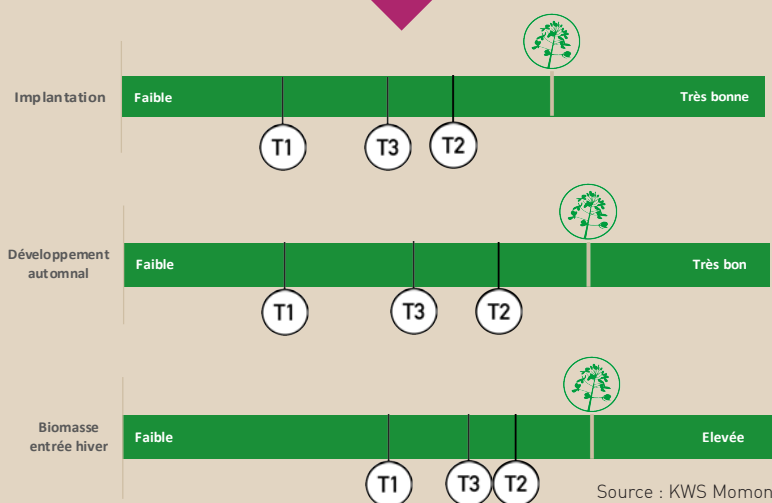 Implantation
Faible
Très bonne
T1
T3
T2
Développement
automnal
Faible
Très bon
T1
T3
T2
Biomasse
entrée hiver
Faible
Elevée
T1
T3
T2
Source : KWS Momon